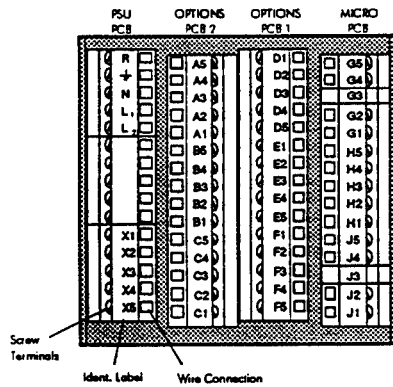 PSU PCB
OPTIONS PCB 2
OPTIONS PCB 1
MICRO PCB
R
⏚
N
L1
L2
X1
X2
X3
X4
X5
A5
A4
A3
A2
A1
B5
B4
B3
B2
B1
C5
C4
C3
C2
C1
D1
D2
D3
D4
D5
E1
E2
E3
E4
E5
F1
F2
F3
F4
F5
G5
G4
G3
G2
G1
H5
H4
H3
H2
H1
J5
J4
J3
J2
J1
Screw Terminals
Ident. Label
Wire Connection